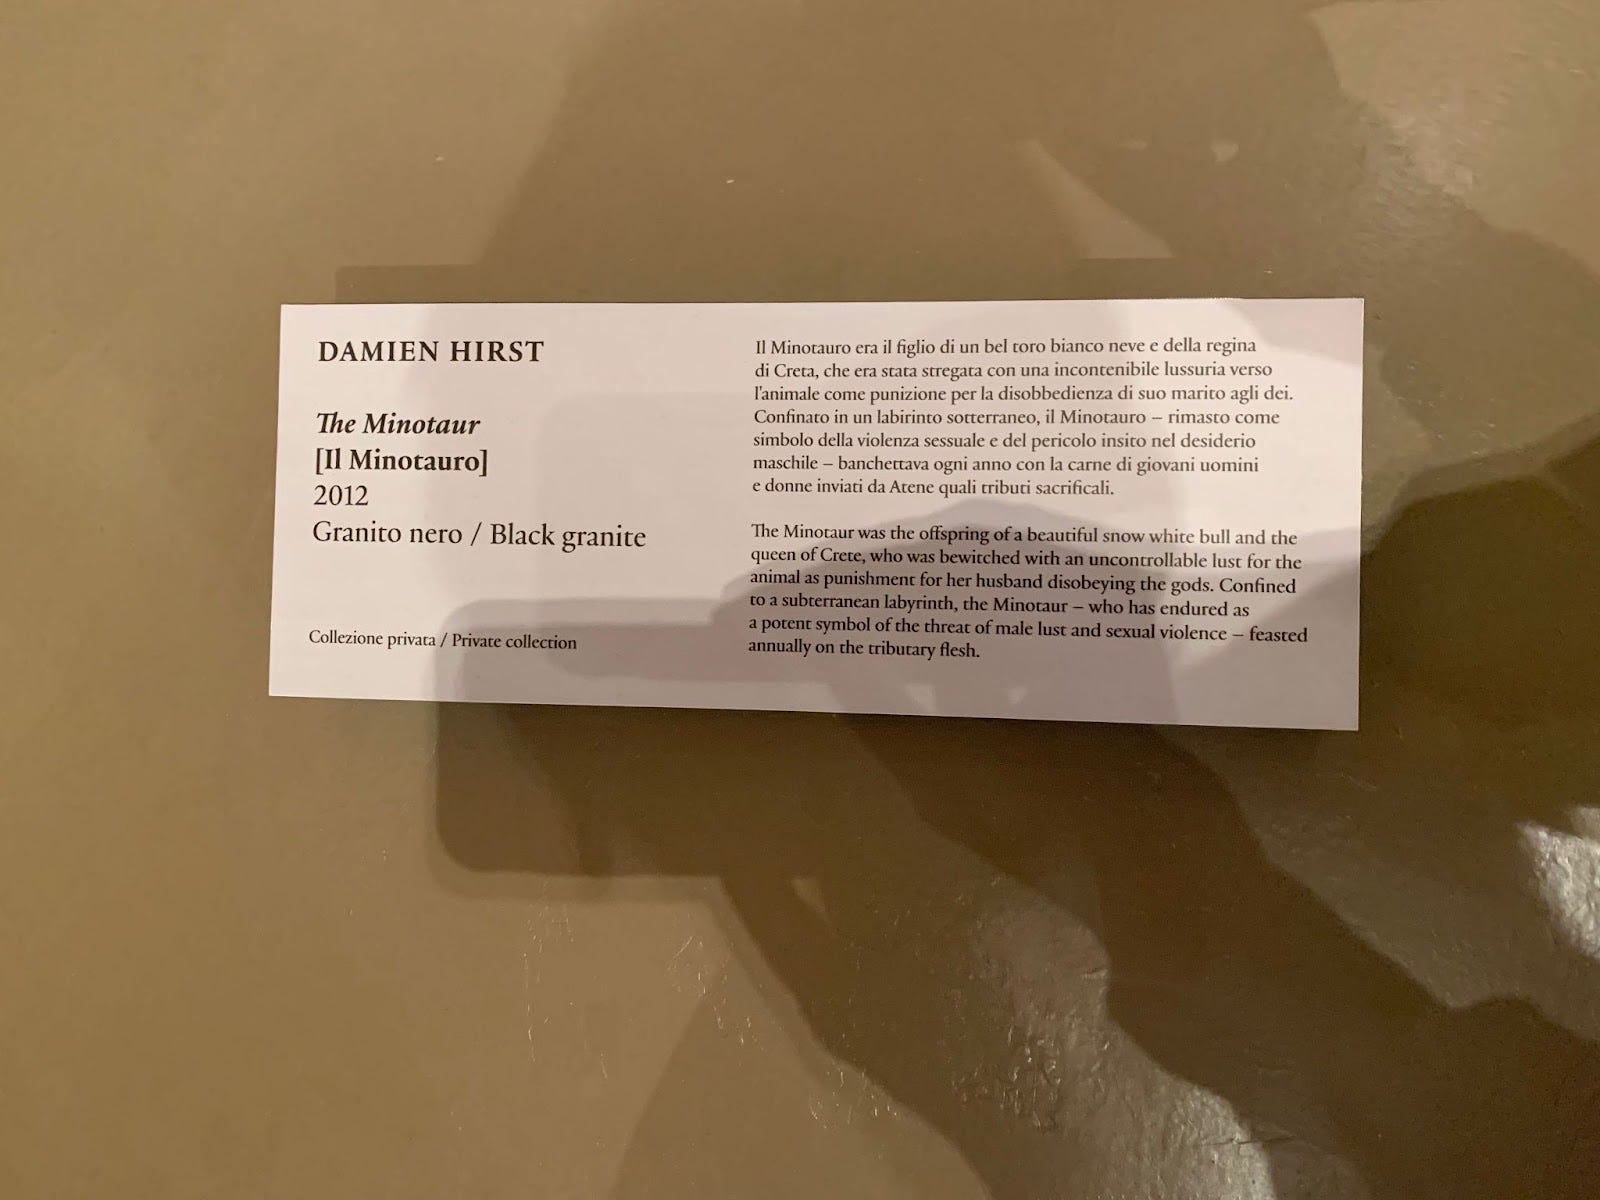 DAMIEN HIRST
The Minotaur
[Il Minotauro]
2012
Granito nero / Black granite
Collezione privata / Private collection
Il Minotauro era il figlio di un bel toro bianco neve e della regina
di Creta, che era stata stregata con una incontenibile lussuria verso
l'animale come punizione per la disobbedienza di suo marito agli dei.
Confinato in un labirinto sotterraneo, il Minotauro – rimasto come
simbolo della violenza sessuale e del pericolo insito nel desiderio
maschile – banchettava ogni anno con la carne di giovani uomini
e donne inviati da Atene quali tributi sacrificali.
The Minotaur was the offspring of a beautiful snow white bull and the
queen of Crete, who was bewitched with an uncontrollable lust for the
animal as punishment for her husband disobeying the gods. Confined
to a subterranean labyrinth, the Minotaur – who has endured as
a potent symbol of the threat of male lust and sexual violence – feasted
annually on the tributary flesh.